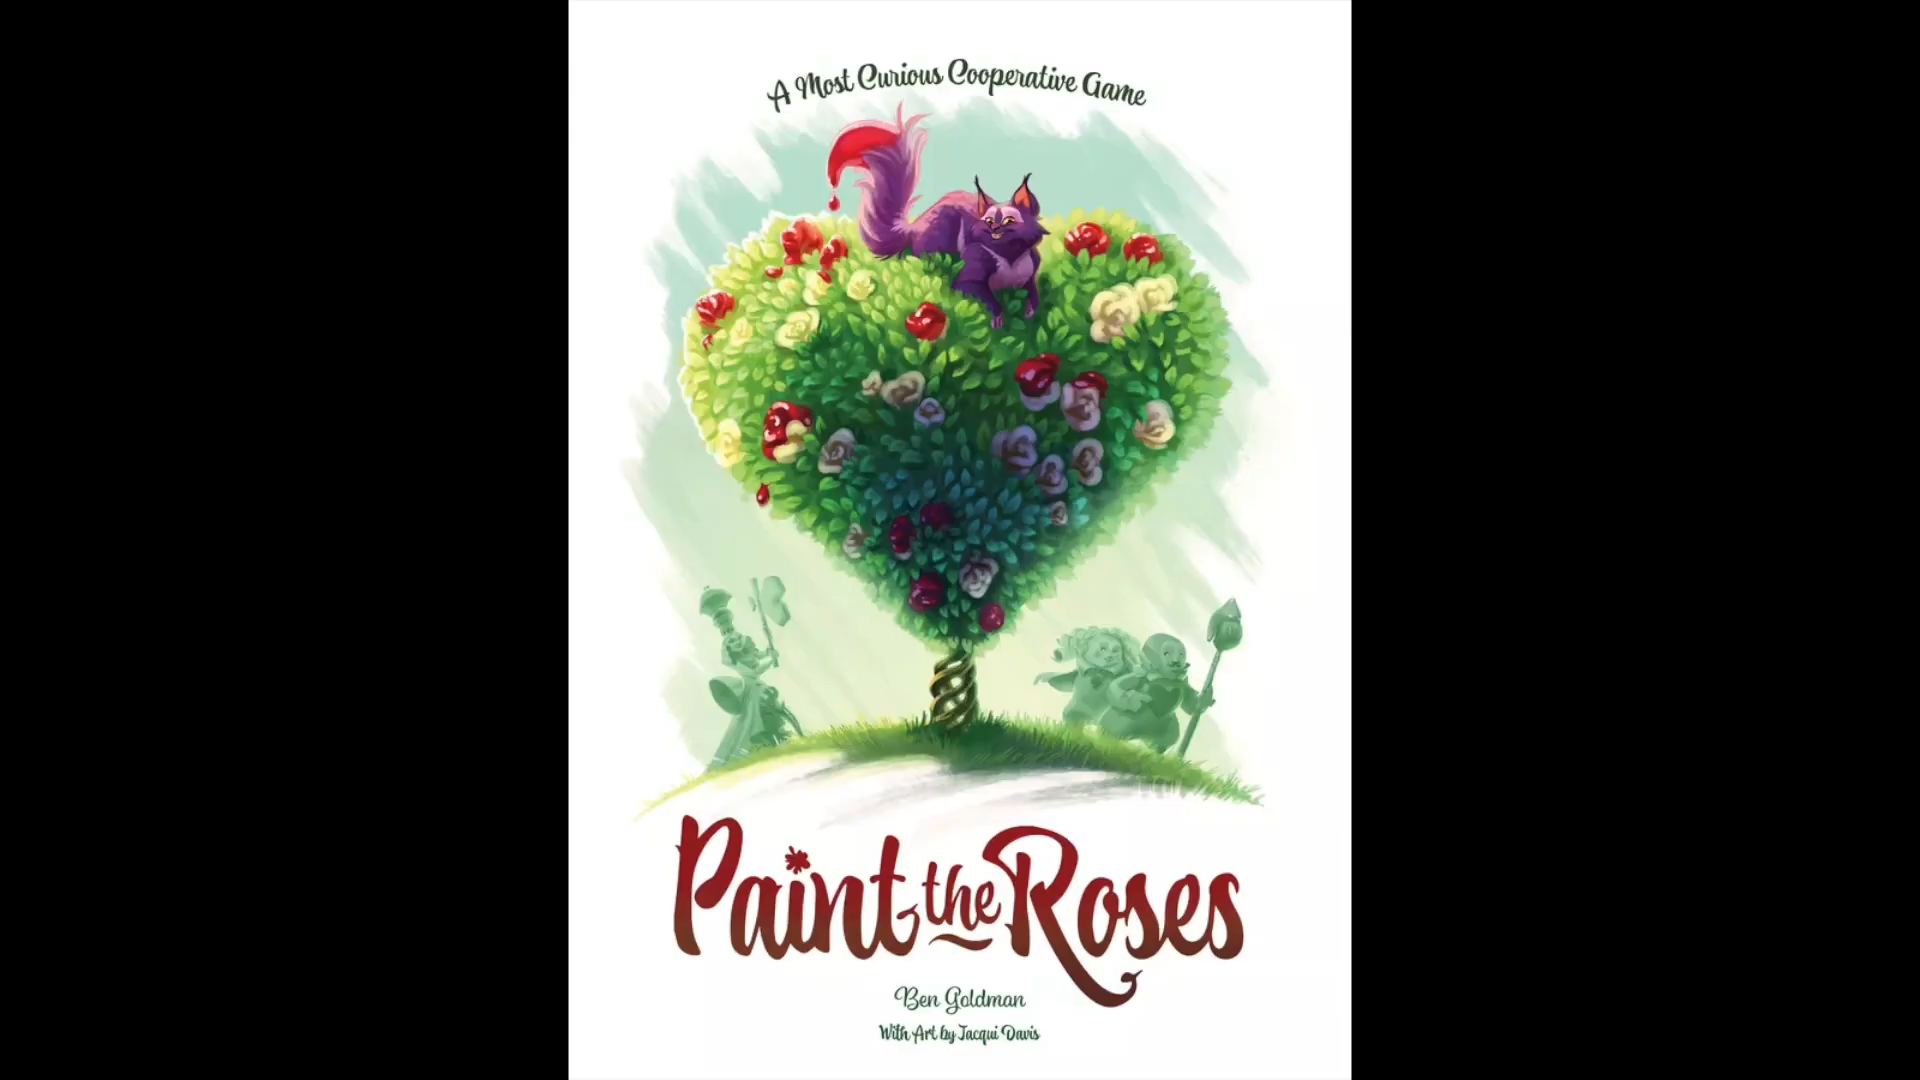 A Most Curious Cooperative Game
Paint the Roses
Ben Goldman
With Art by Jacqui Davis